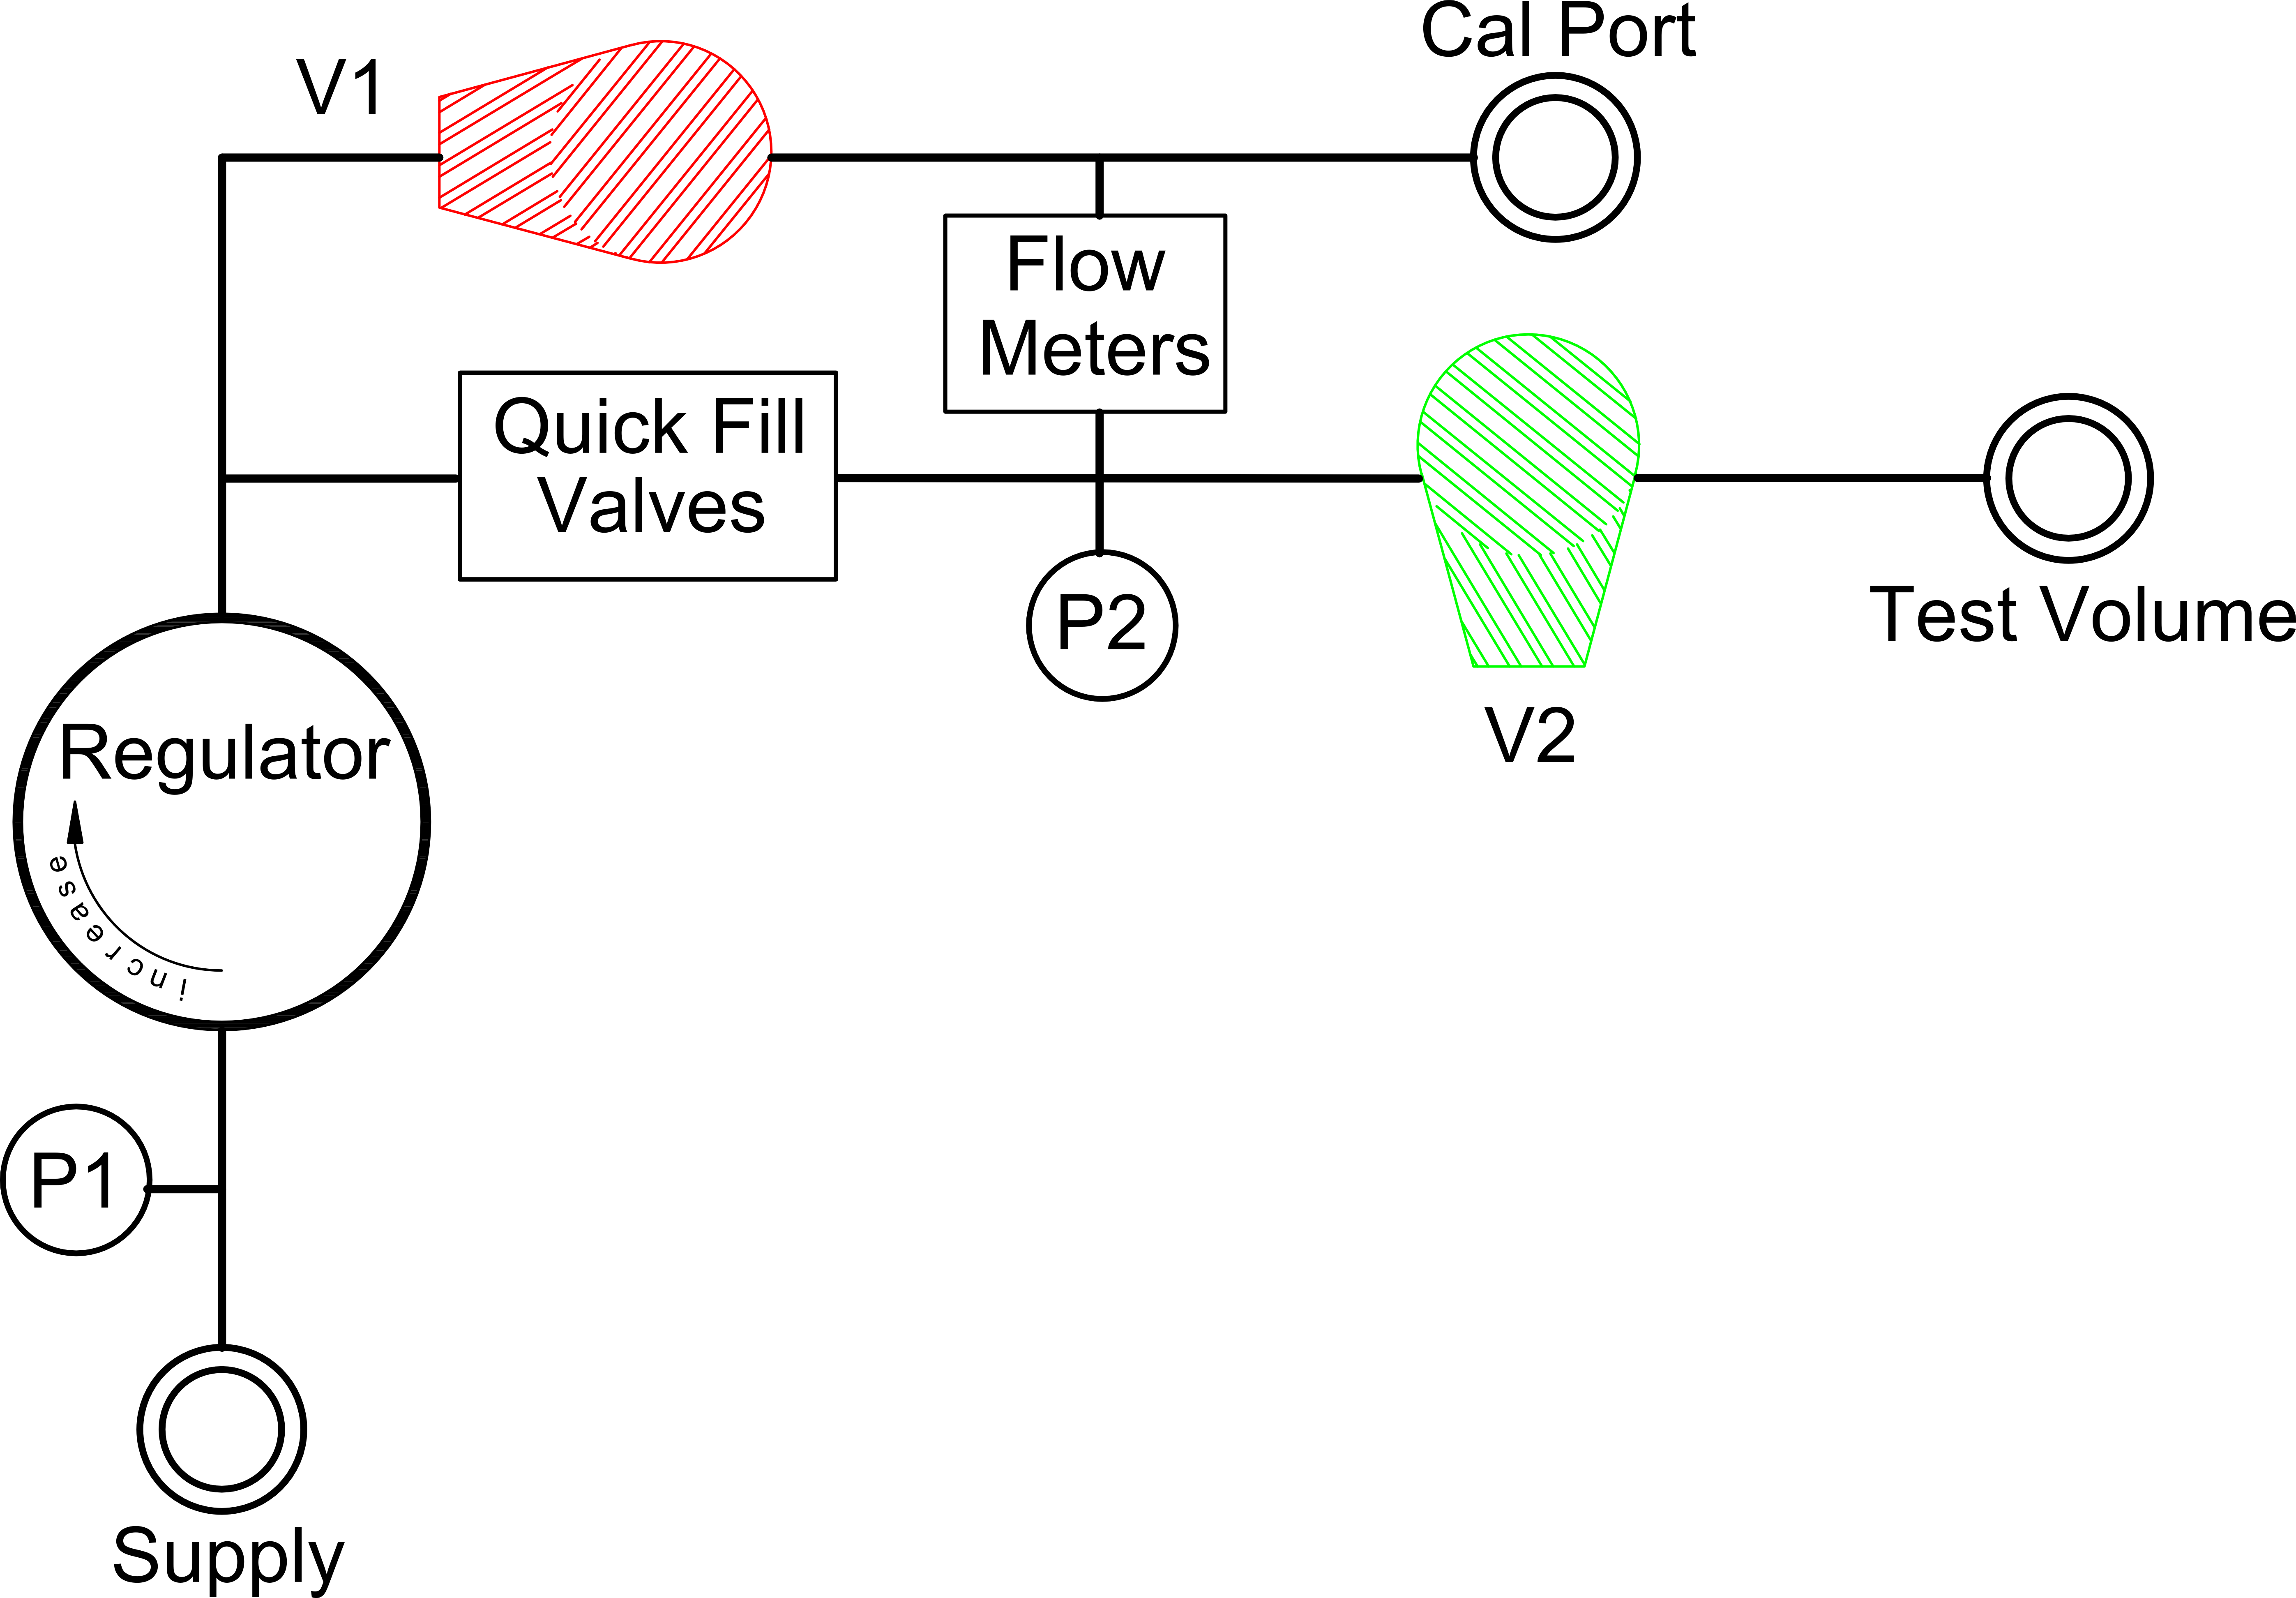 Cal Port
V1
Flow
Meters
Quick Fill
Valves
P2
Test Volume
V2
Regulator
increase
P1
Supply